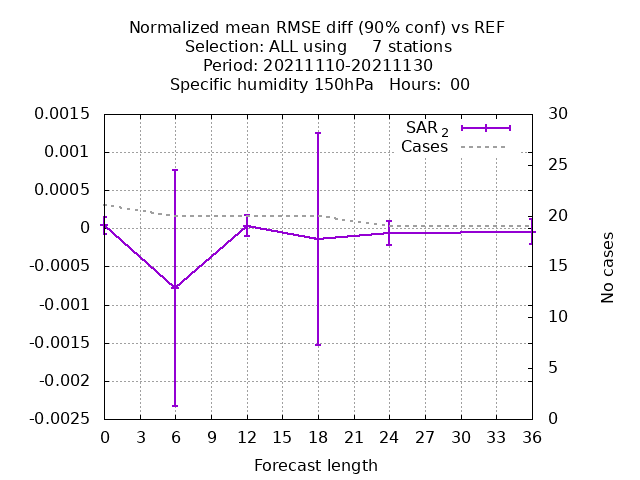 Normalized mean RMSE diff (90% conf) vs REF
Selection: ALL using     7 stations
Period: 20211110-20211130
Specific humidity 150hPa   Hours:  00
0.0015
0.001
0.0005
0
-0.0005
-0.001
-0.0015
-0.002
-0.0025
30
25
20
15
10
5
0
SAR 2
Cases
No cases
0 3 6 9 12 15 18 21 24 27 30 33 36
Forecast length